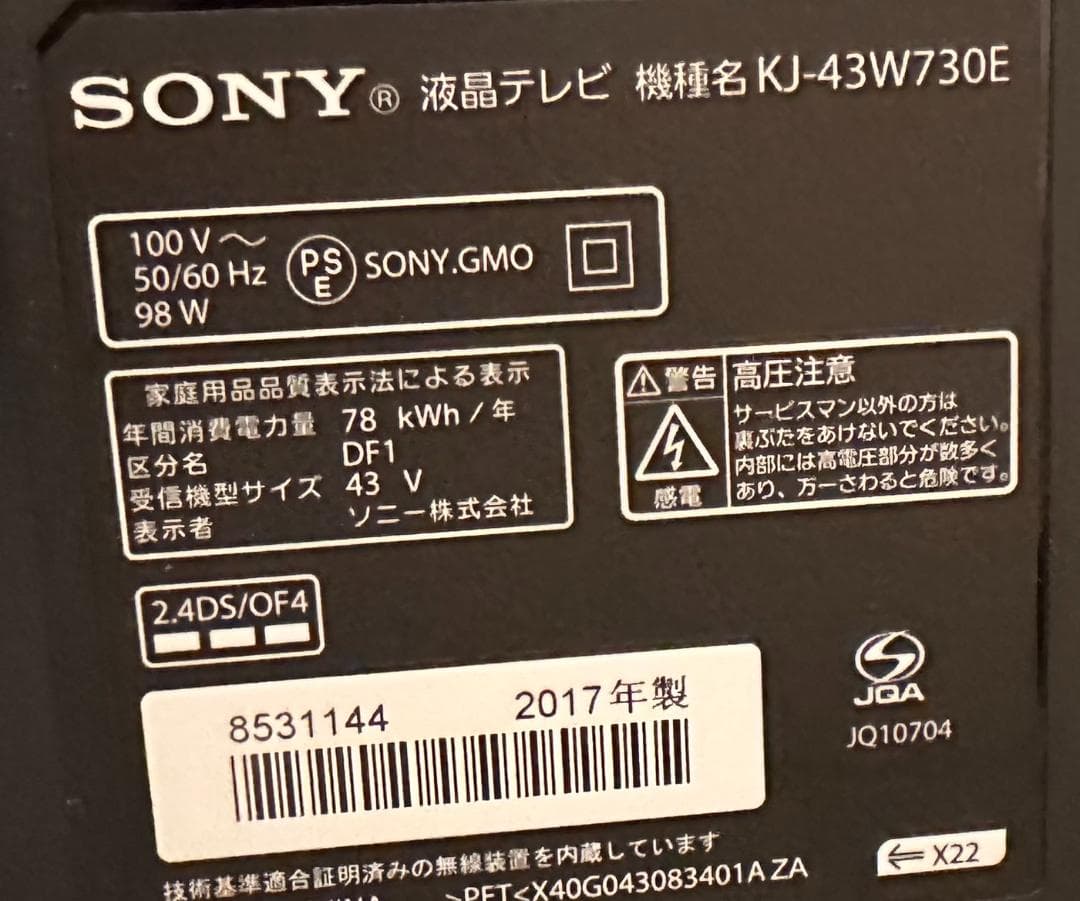 SONY® 液晶テレビ 機種名 KJ-43W730E
100 V ～
50/60 Hz
98 W
PSE SONY.GMO
家庭用品品質表示法による表示
年間消費電力量 78 kWh / 年
区分名 DF1
受信機型サイズ 43 V
表示者 ソニー株式会社
⚠警告
感電
高圧注意
サービスマン以外の方は
裏ぶたをあけないでください。
内部には高電圧部分が数多く
あり、万一さわると危険です。
2.4DS/OF4
8531144 2017年製
JQA
JQ10704
技術基準適合証明済みの無線装置を内蔵しています
←X22
>PET<X40G043083401A ZA